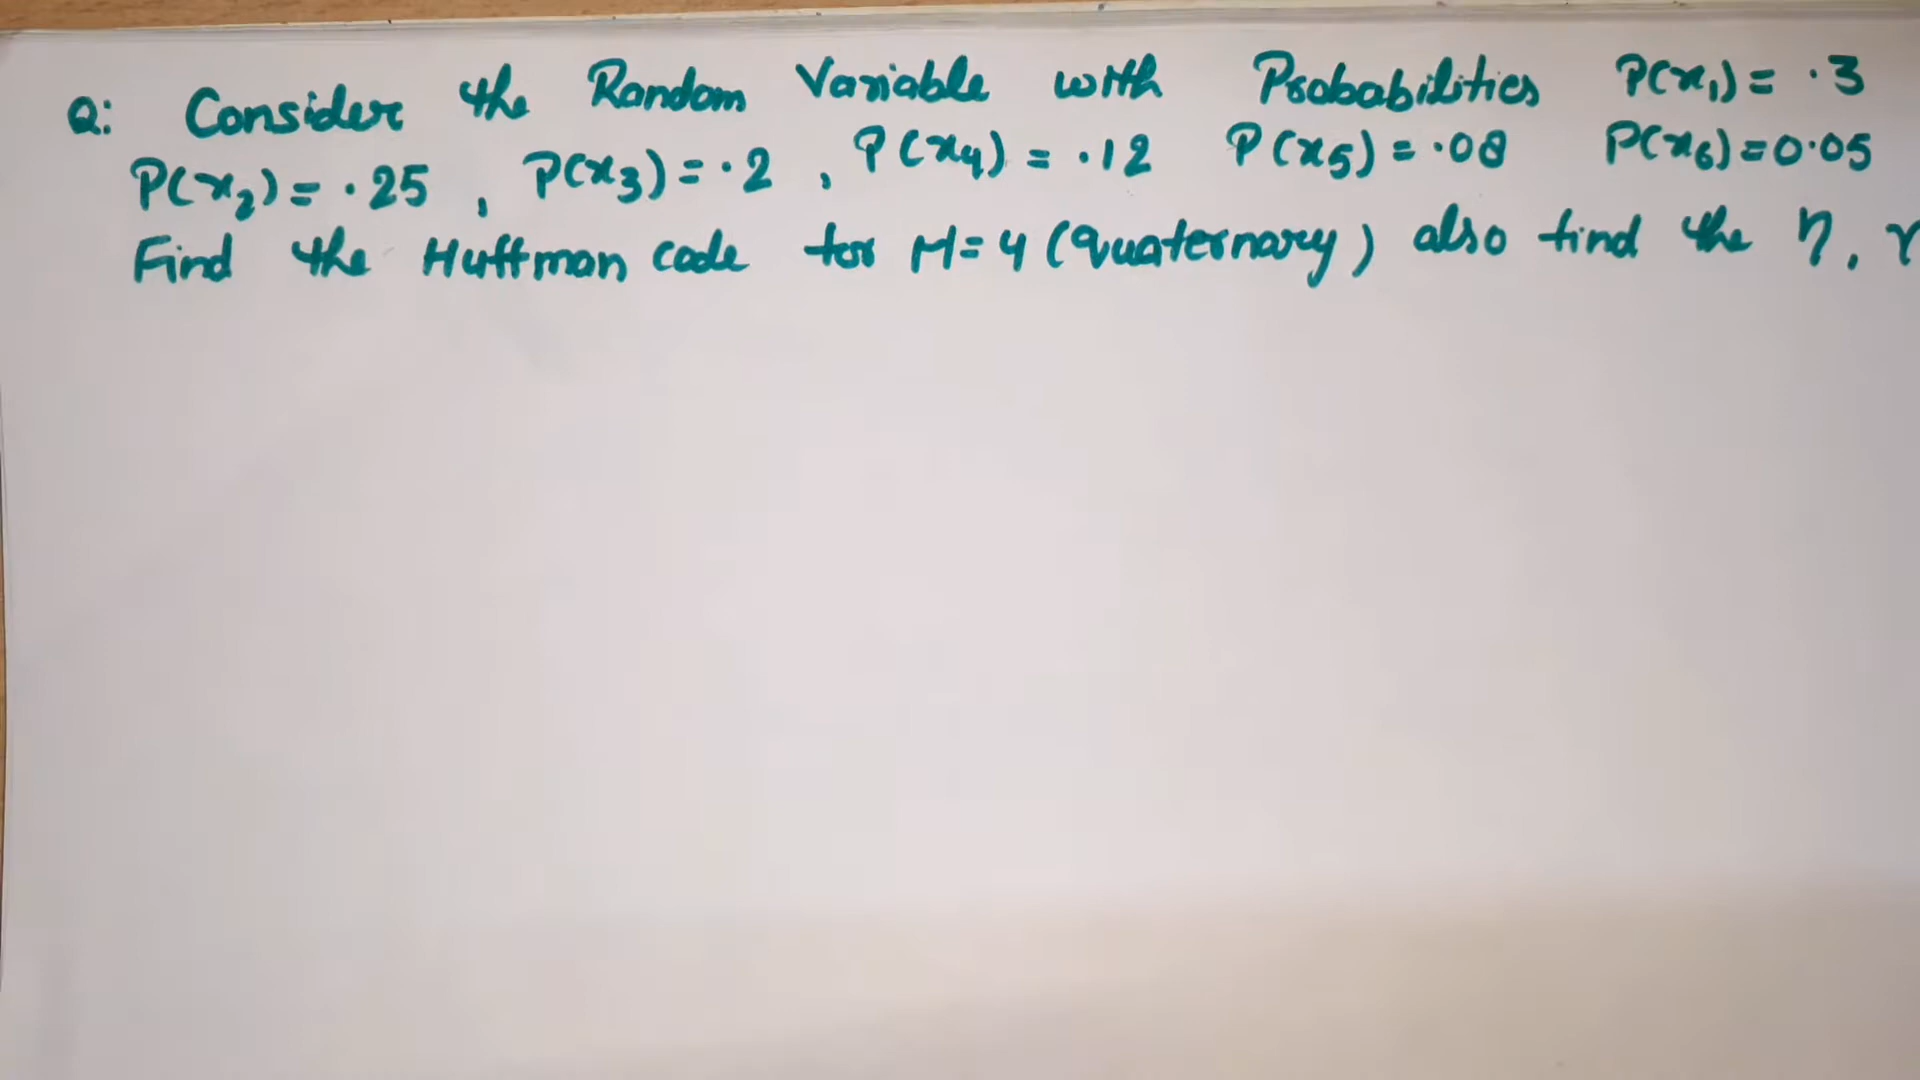 Q: Consider the Random Variable with Probabilities P(x₁) = .3
P(x₂) = .25 , P(x₃) = .2 , P(x₄) = .12 P(x₅) = .08 P(x₆) = 0.05
Find the Huffman code for M=4 (quaternary) also find the η, γ